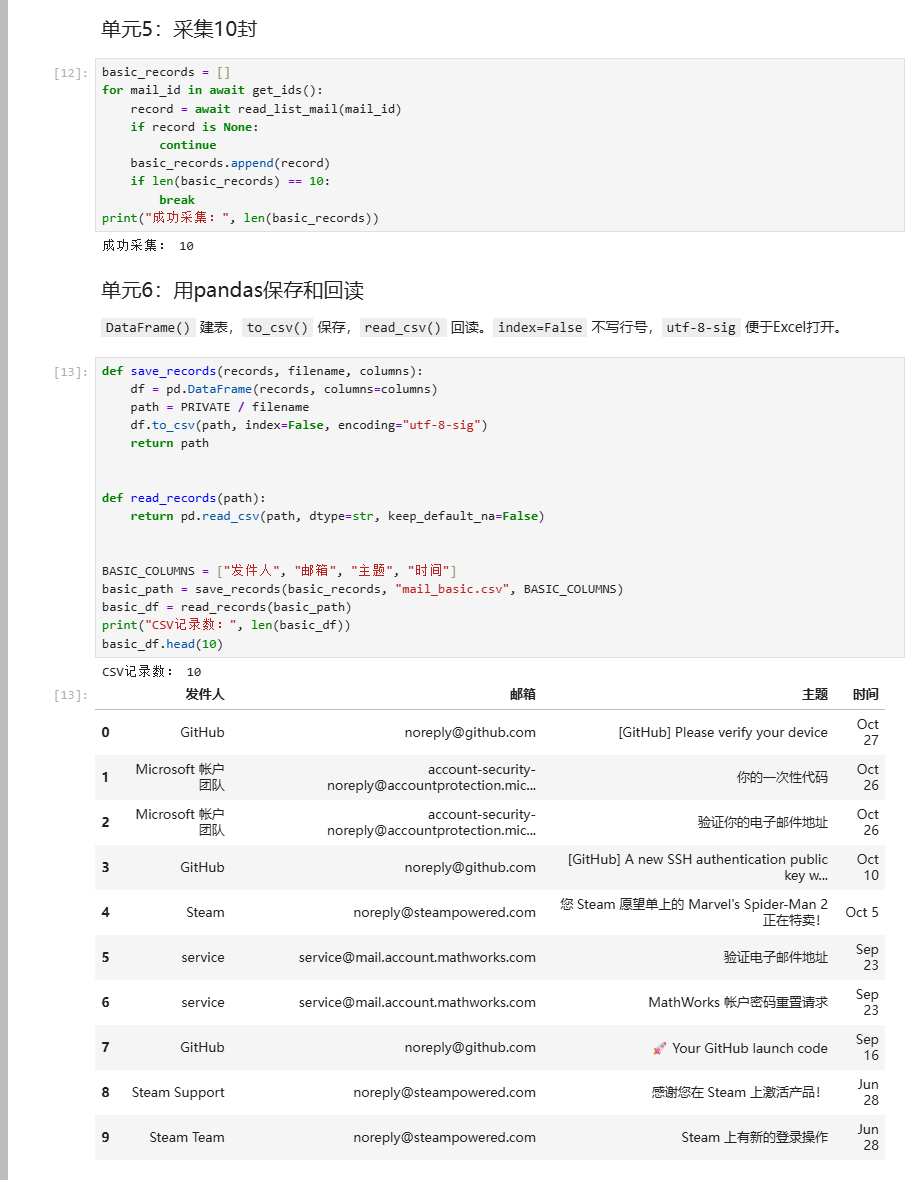 单元5：采集10封
[12]:
basic_records = []
for mail_id in await get_ids():
    record = await read_list_mail(mail_id)
    if record is None:
        continue
    basic_records.append(record)
    if len(basic_records) == 10:
        break
print("成功采集：", len(basic_records))
成功采集： 10
单元6：用pandas保存和回读
DataFrame() 建表，to_csv() 保存，read_csv() 回读。index=False 不写行号，utf-8-sig 便于Excel打开。
[13]:
def save_records(records, filename, columns):
    df = pd.DataFrame(records, columns=columns)
    path = PRIVATE / filename
    df.to_csv(path, index=False, encoding="utf-8-sig")
    return path
def read_records(path):
    return pd.read_csv(path, dtype=str, keep_default_na=False)
BASIC_COLUMNS = ["发件人", "邮箱", "主题", "时间"]
basic_path = save_records(basic_records, "mail_basic.csv", BASIC_COLUMNS)
basic_df = read_records(basic_path)
print("CSV记录数：", len(basic_df))
basic_df.head(10)
CSV记录数： 10
[13]:
发件人 邮箱 主题 时间
0 GitHub noreply@github.com [GitHub] Please verify your device Oct
27
1 Microsoft 帐户 account-security- 你的一次性代码 Oct
团队 noreply@accountprotection.mic... 26
2 Microsoft 帐户 account-security- 验证你的电子邮件地址 Oct
团队 noreply@accountprotection.mic... 26
3 GitHub noreply@github.com [GitHub] A new SSH authentication public Oct
key w... 10
4 Steam noreply@steampowered.com 您 Steam 愿望单上的 Marvel's Spider-Man 2 Oct 5
正在特卖！
5 service service@mail.account.mathworks.com 验证电子邮件地址 Sep
23
6 service service@mail.account.mathworks.com MathWorks 帐户密码重置请求 Sep
23
7 GitHub noreply@github.com 🚀 Your GitHub launch code Sep
16
8 Steam Support noreply@steampowered.com 感谢您在 Steam 上激活产品！ Jun
28
9 Steam Team noreply@steampowered.com Steam 上有新的登录操作 Jun
28